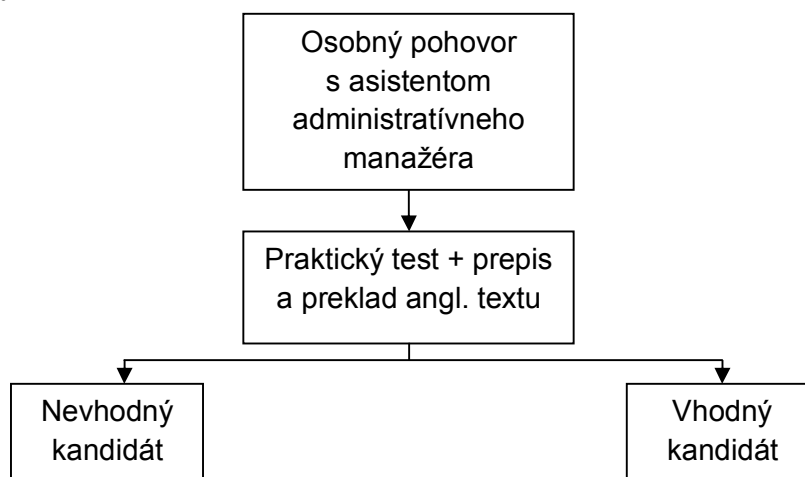 Osobný pohovor
s asistentom
administratívneho
manažéra
Praktický test + prepis
a preklad angl. textu
Nevhodný
kandidát
Vhodný
kandidát